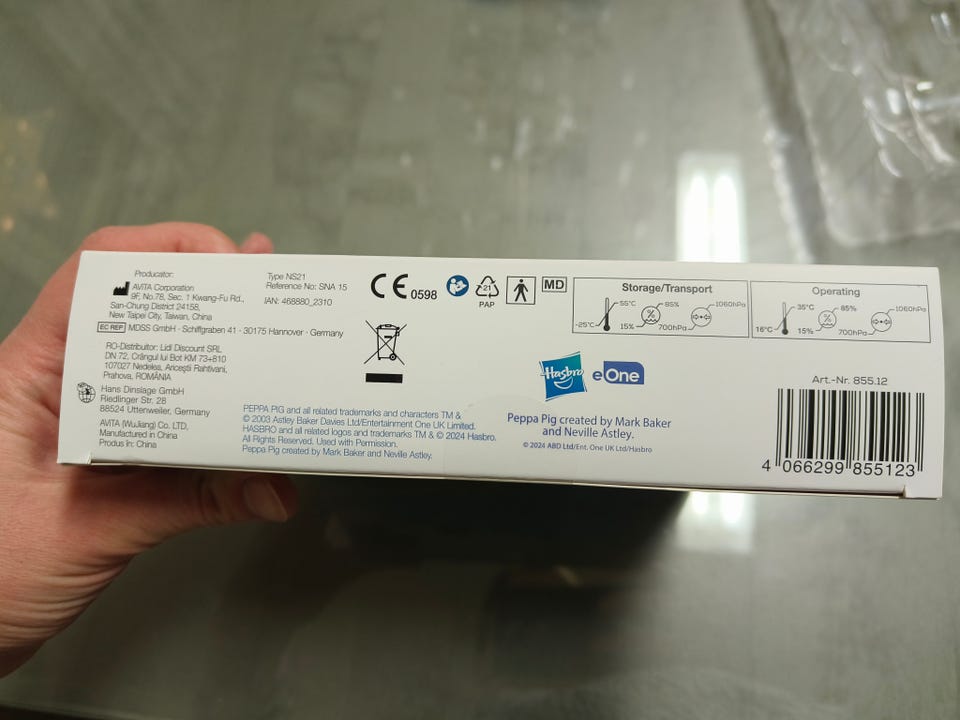 Producator:
AVITA Corporation
9F, No.78, Sec. 1 Kwang-Fu Rd.,
San-Chung District 24158,
New Taipei City, Taiwan, China
EC REP MDSS GmbH · Schiffgraben 41 · 30175 Hannover · Germany
RO-Distribuitor: Lidl Discount SRL
DN 72, Crângul lui Bot KM 73+810
107027 Nedelea, Aricești Rahtivani,
Prahova, ROMÂNIA
Hans Dinslage GmbH
Riedlinger Str. 28
88524 Uttenweiler, Germany
AVITA (WuJiang) Co. LTD,
Manufactured in China
Produs in: China
Type NS21
Reference No: SNA 15
IAN: 468880_2310
CE 0598
21
PAP
MD
Storage/Transport
-25°C 55°C
15% 85%
700hPa 1060hPa
Operating
16°C 35°C
15% 85%
700hPa 1060hPa
Hasbro
eOne
PEPPA PIG and all related trademarks and characters TM &
© 2003 Astley Baker Davies Ltd/Entertainment One UK Limited.
HASBRO and all related logos and trademarks TM & © 2024 Hasbro.
All Rights Reserved. Used with Permission.
Peppa Pig created by Mark Baker and Neville Astley.
Peppa Pig created by Mark Baker
and Neville Astley.
© 2024 ABD Ltd/Ent. One UK Ltd/Hasbro
Art.-Nr. 855.12
4 066299 855123